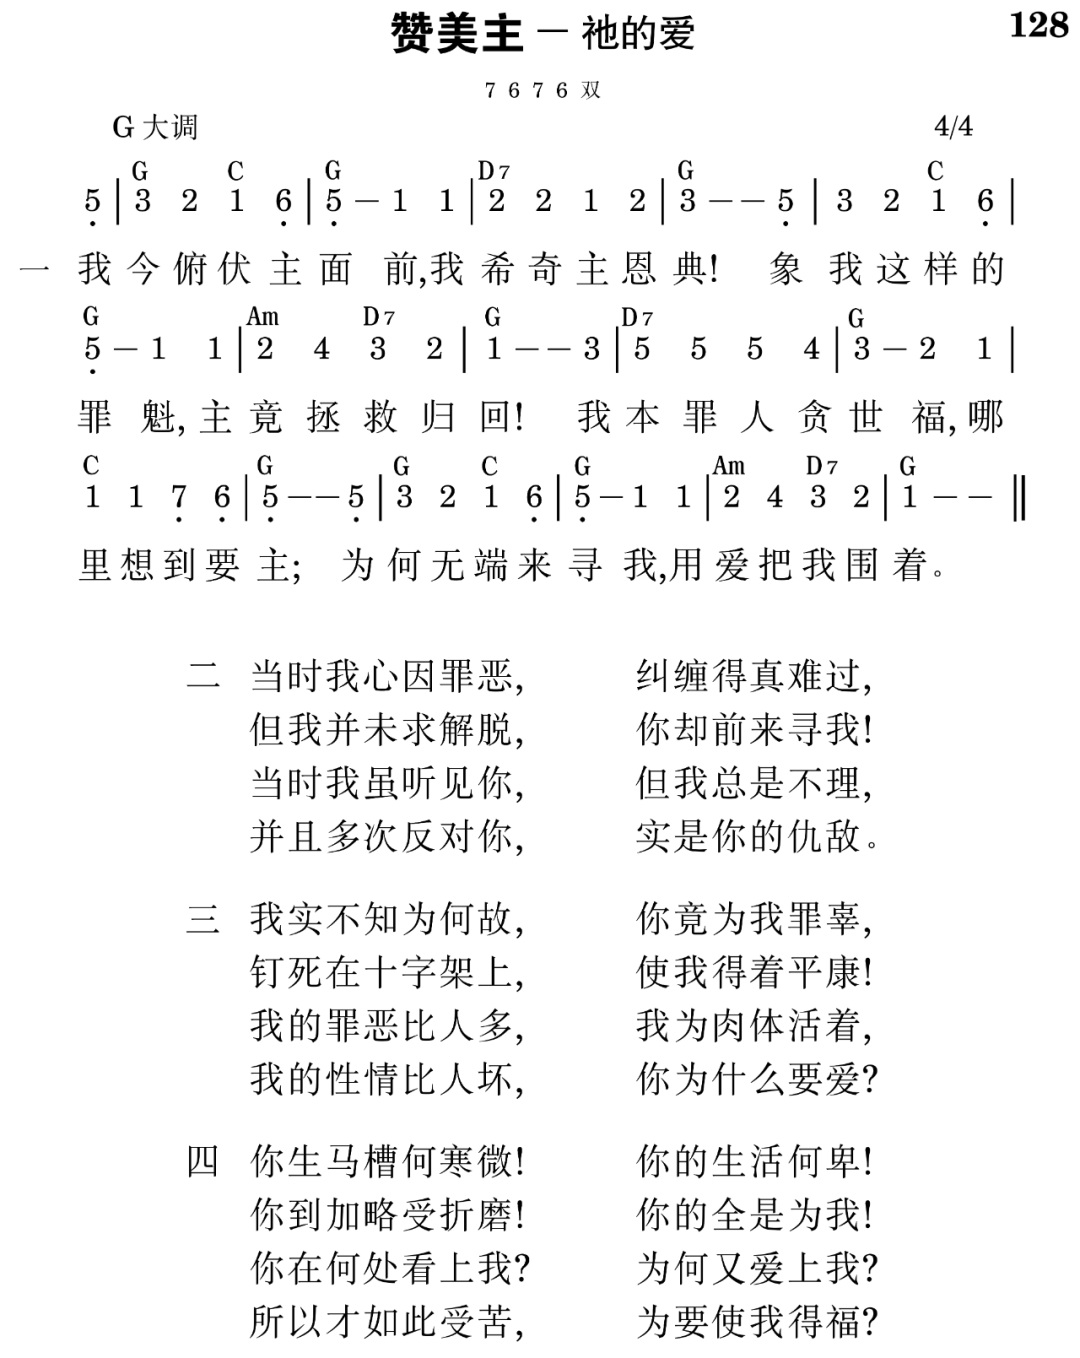 赞美主－祂的爱 128
7 6 7 6 双
G 大调 4/4
G C G D7 G C
5̣ | 3 2 1 6̣ | 5̣ － 1 1 | 2 2 1 2 | 3 － － 5̣ | 3 2 1 6̣ |
一 我今俯伏主面前,我希奇主恩典! 象我这样的
G Am D7 G D7 G
5̣ － 1 1 | 2 4 3 2 | 1 － － 3 | 5 5 5 4 | 3 － 2 1 |
罪魁,主竟拯救归回! 我本罪人贪世福,哪
C G G C G Am D7 G
1 1 7̣ 6̣ | 5̣ － － 5̣ | 3 2 1 6̣ | 5̣ － 1 1 | 2 4 3 2 | 1 － － ‖
里想到要主; 为何无端来寻我,用爱把我围着。
二 当时我心因罪恶, 纠缠得真难过,
但我并未求解脱, 你却前来寻我!
当时我虽听见你, 但我总是不理,
并且多次反对你, 实是你的仇敌。
三 我实不知为何故, 你竟为我罪辜,
钉死在十字架上, 使我得着平康!
我的罪恶比人多, 我为肉体活着,
我的性情比人坏, 你为什么要爱?
四 你生马槽何寒微! 你的生活何卑!
你到加略受折磨! 你的全是为我!
你在何处看上我? 为何又爱上我?
所以才如此受苦, 为要使我得福?